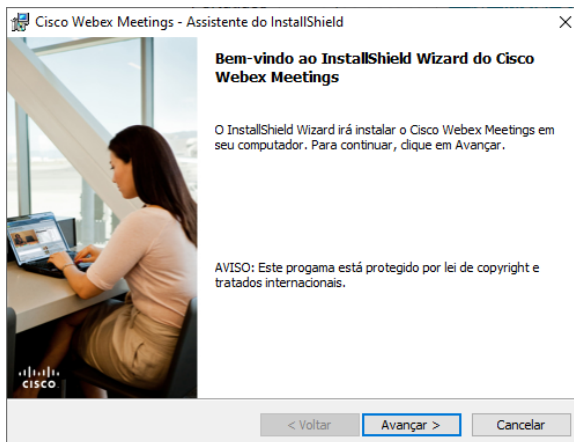 Cisco Webex Meetings - Assistente do InstallShield
Bem-vindo ao InstallShield Wizard do Cisco
Webex Meetings
O InstallShield Wizard irá instalar o Cisco Webex Meetings em
seu computador. Para continuar, clique em Avançar.
AVISO: Este progama está protegido por lei de copyright e
tratados internacionais.
CISCO
< Voltar
Avançar >
Cancelar